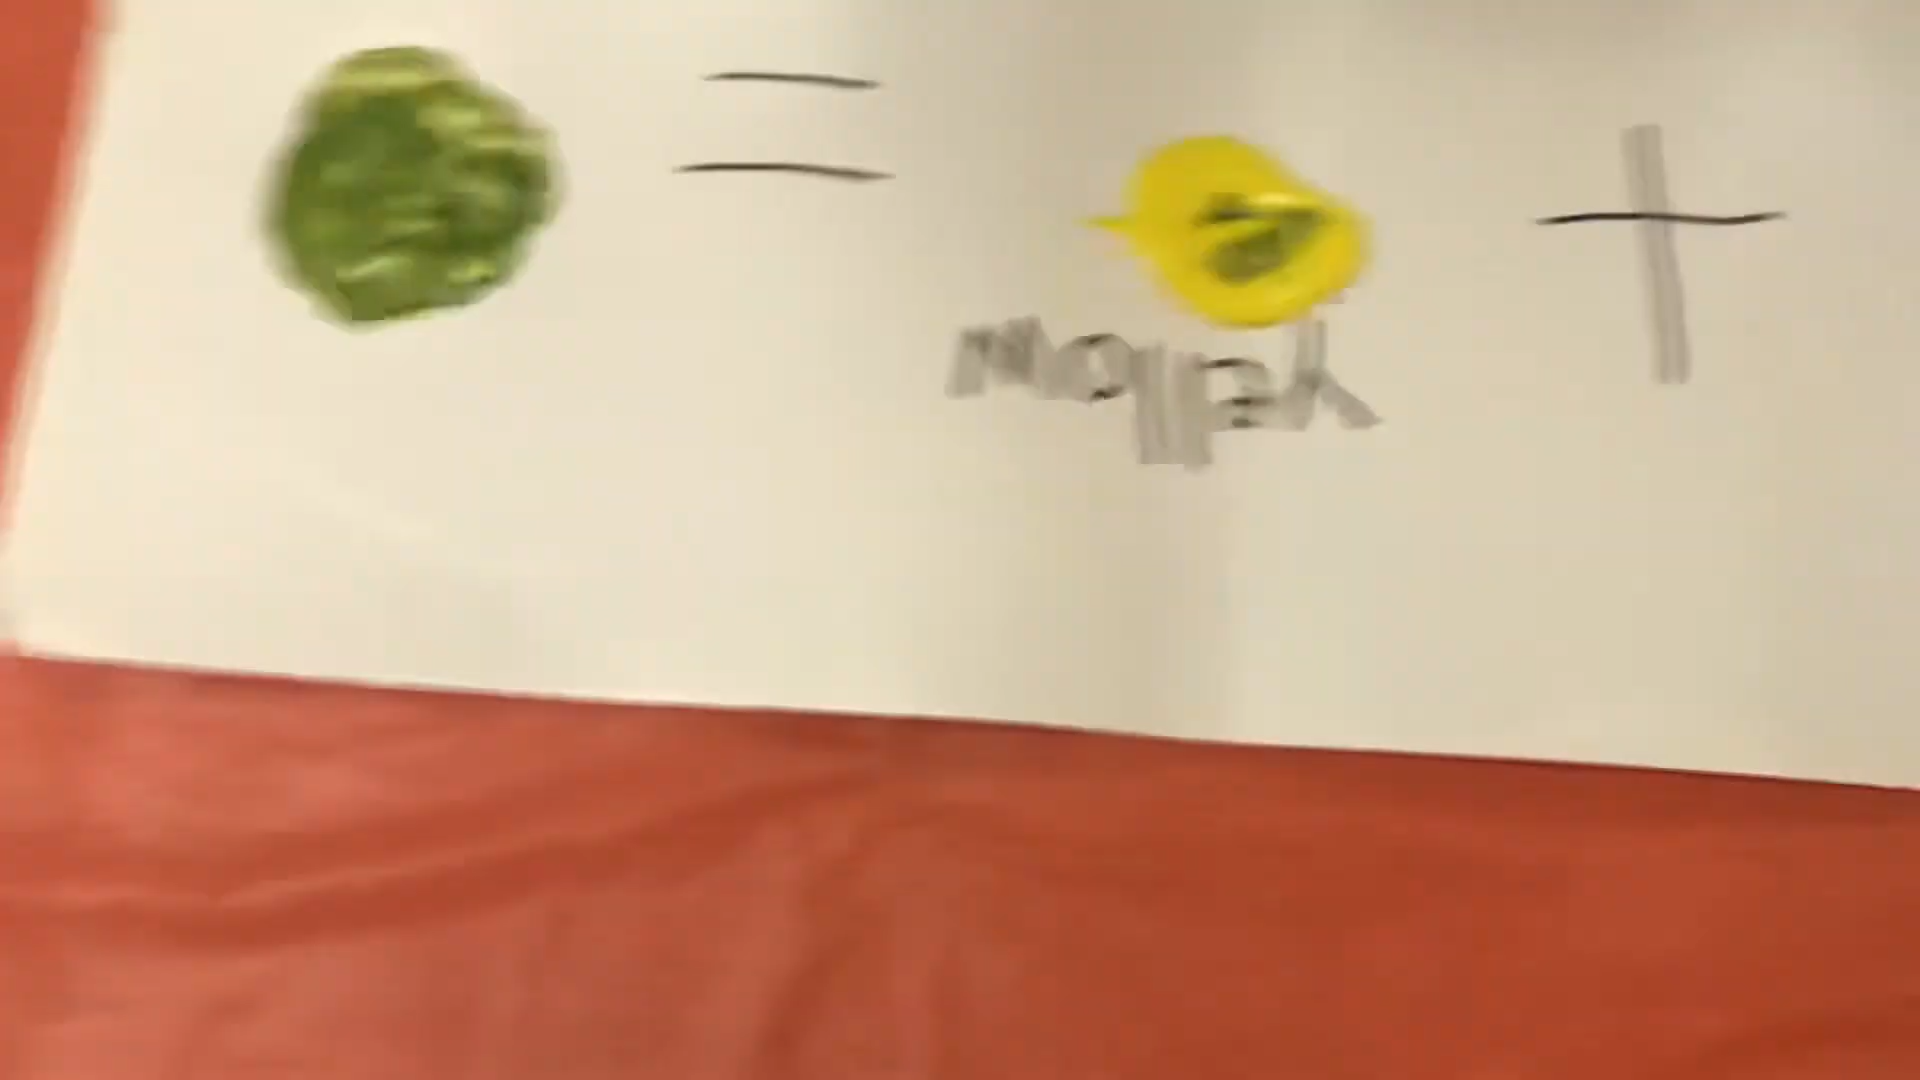 + =
yellow